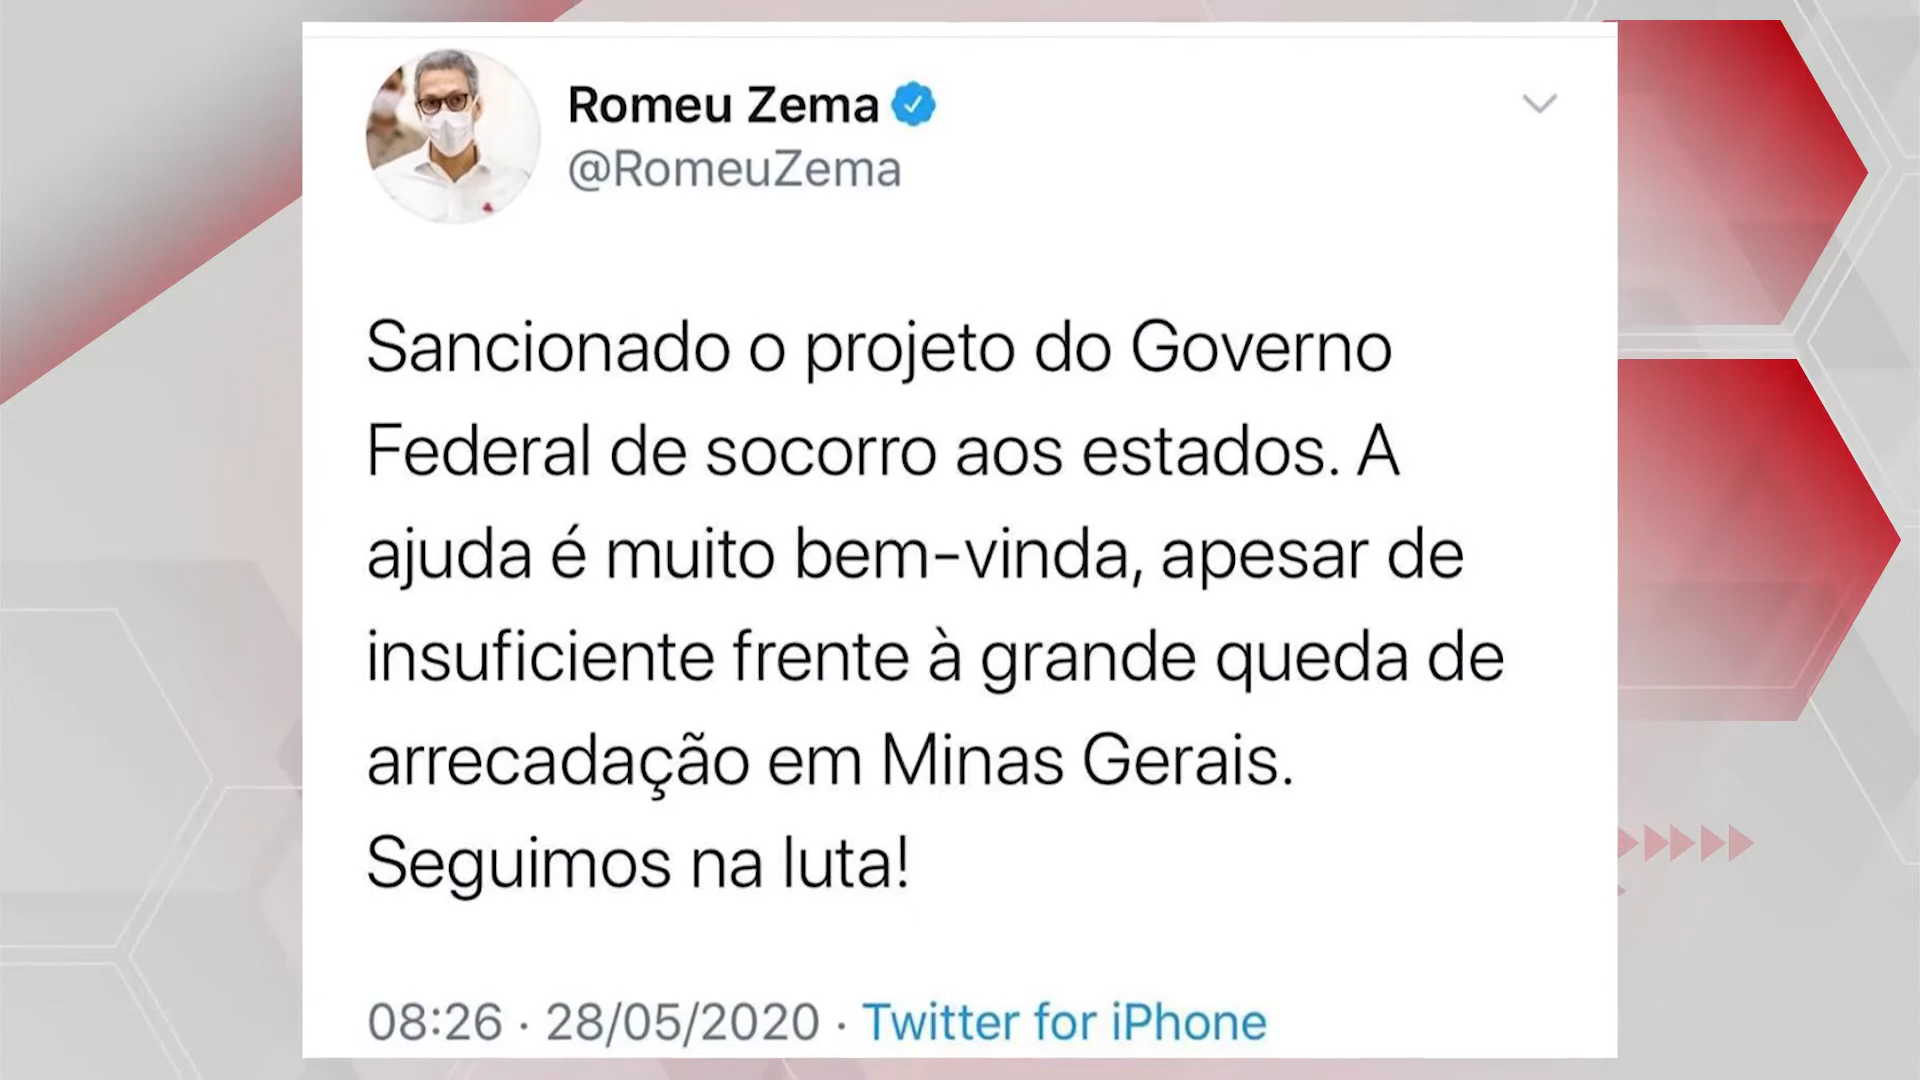 Romeu Zema
@RomeuZema
Sancionado o projeto do Governo
Federal de socorro aos estados. A
ajuda é muito bem-vinda, apesar de
insuficiente frente à grande queda de
arrecadação em Minas Gerais.
Seguimos na luta!
08:26 · 28/05/2020 · Twitter for iPhone